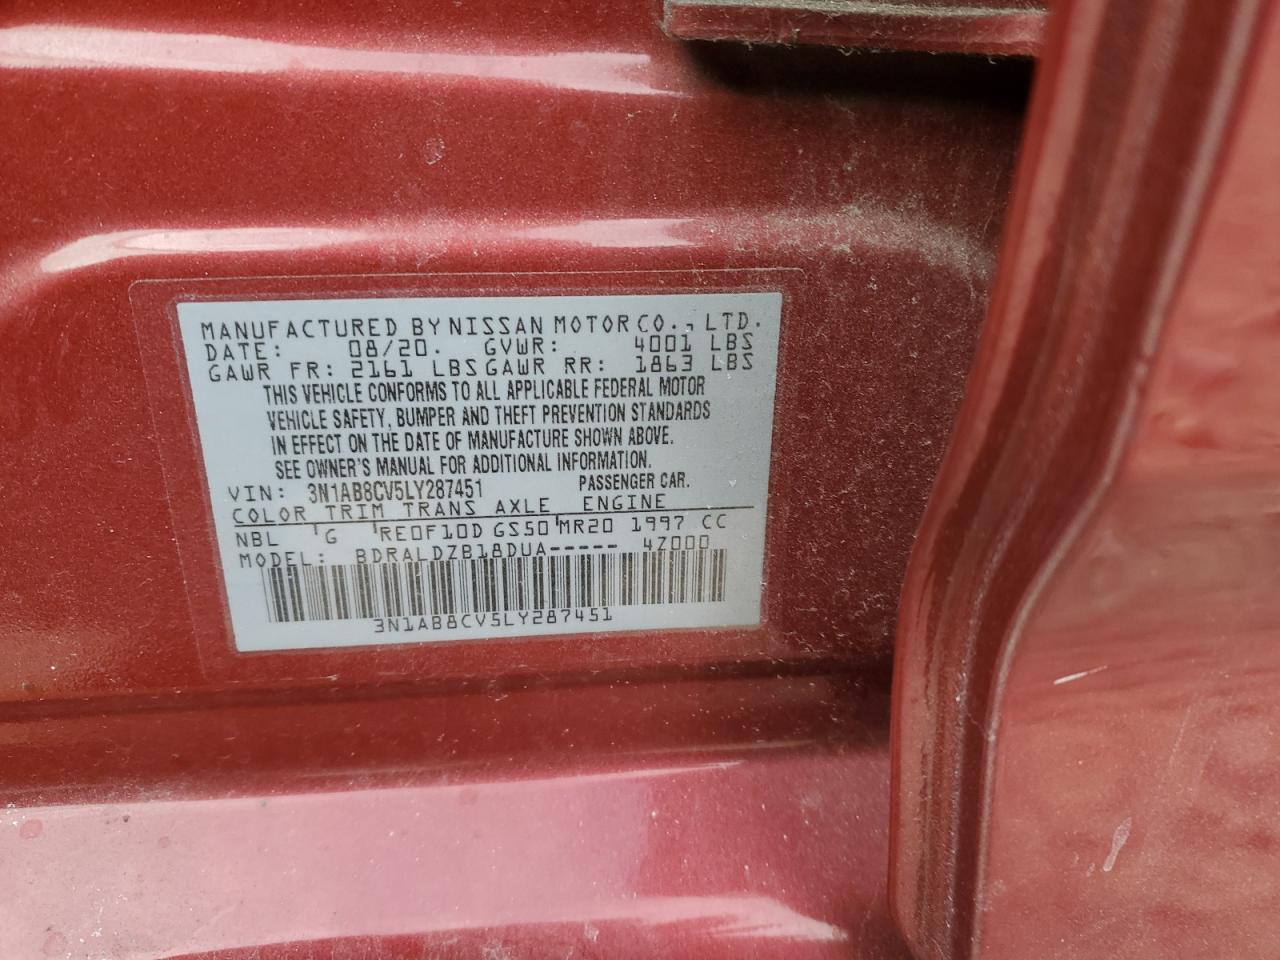 MANUFACTURED BY NISSAN MOTOR CO., LTD.
DATE: 08/20. GVWR: 4001 LBS
GAWR FR: 2161 LBS GAWR RR: 1863 LBS
THIS VEHICLE CONFORMS TO ALL APPLICABLE FEDERAL MOTOR
VEHICLE SAFETY, BUMPER AND THEFT PREVENTION STANDARDS
IN EFFECT ON THE DATE OF MANUFACTURE SHOWN ABOVE.
SEE OWNER'S MANUAL FOR ADDITIONAL INFORMATION.
VIN: 3N1AB8CV5LY287451 PASSENGER CAR.
COLOR TRIM TRANS AXLE ENGINE
NBL G RE0F10D GS50 MR20 1997 CC
MODEL: BDRALDZB18DUA----- 4Z000
3N1AB8CV5LY287451